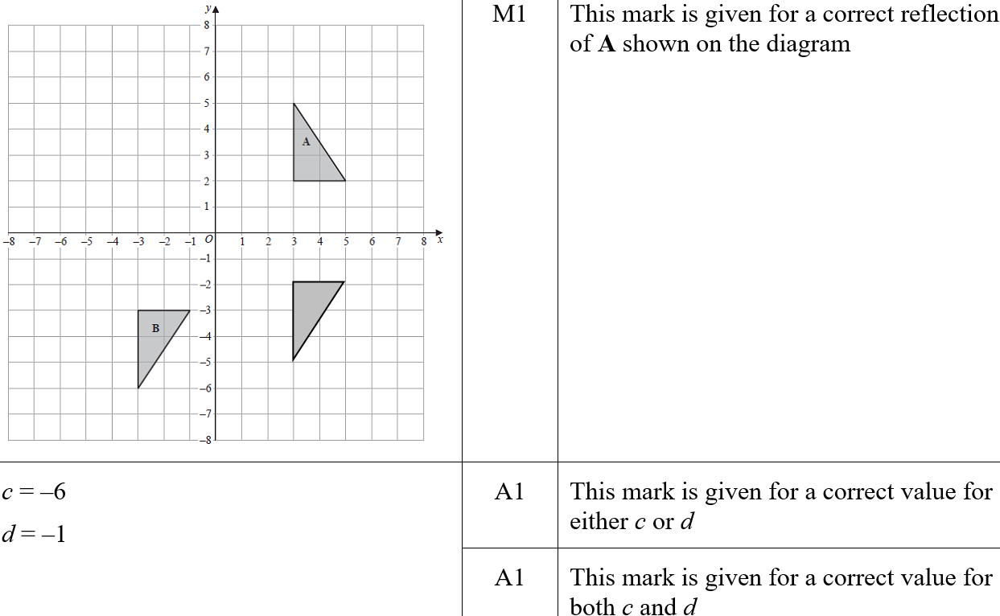 y
8
7
6
5
4
A
3
2
1
–8 –7 –6 –5 –4 –3 –2 –1 O 1 2 3 4 5 6 7 8 x
–1
–2
–3
B
–4
–5
–6
–7
–8
M1
This mark is given for a correct reflection
of A shown on the diagram
c = –6
d = –1
A1
This mark is given for a correct value for
either c or d
A1
This mark is given for a correct value for
both c and d